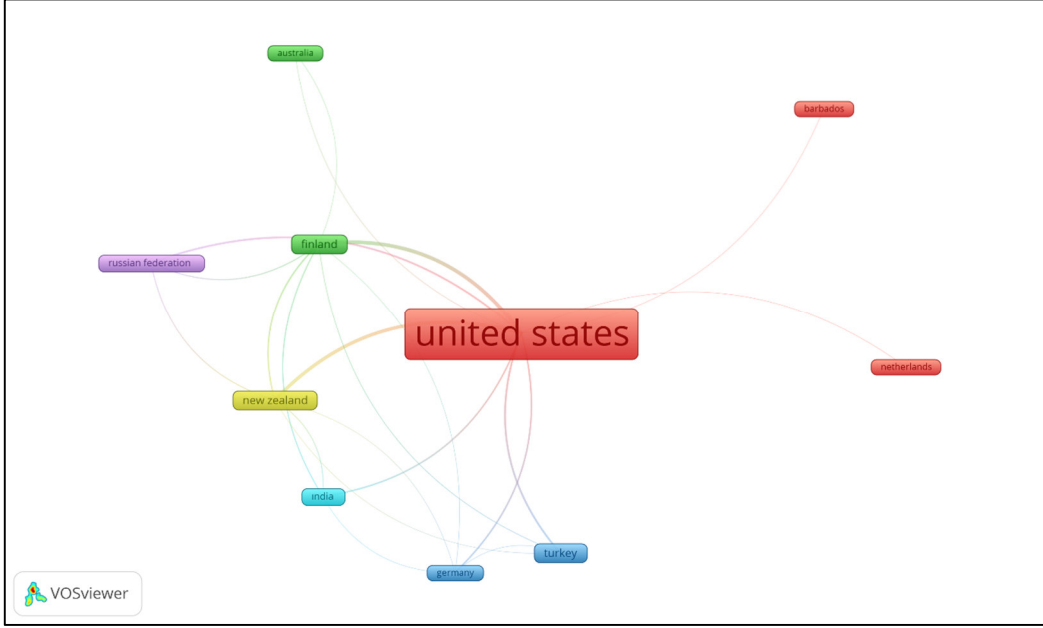 australia
barbados
finland
russian federation
united states
netherlands
new zealand
india
turkey
germany
VOSviewer